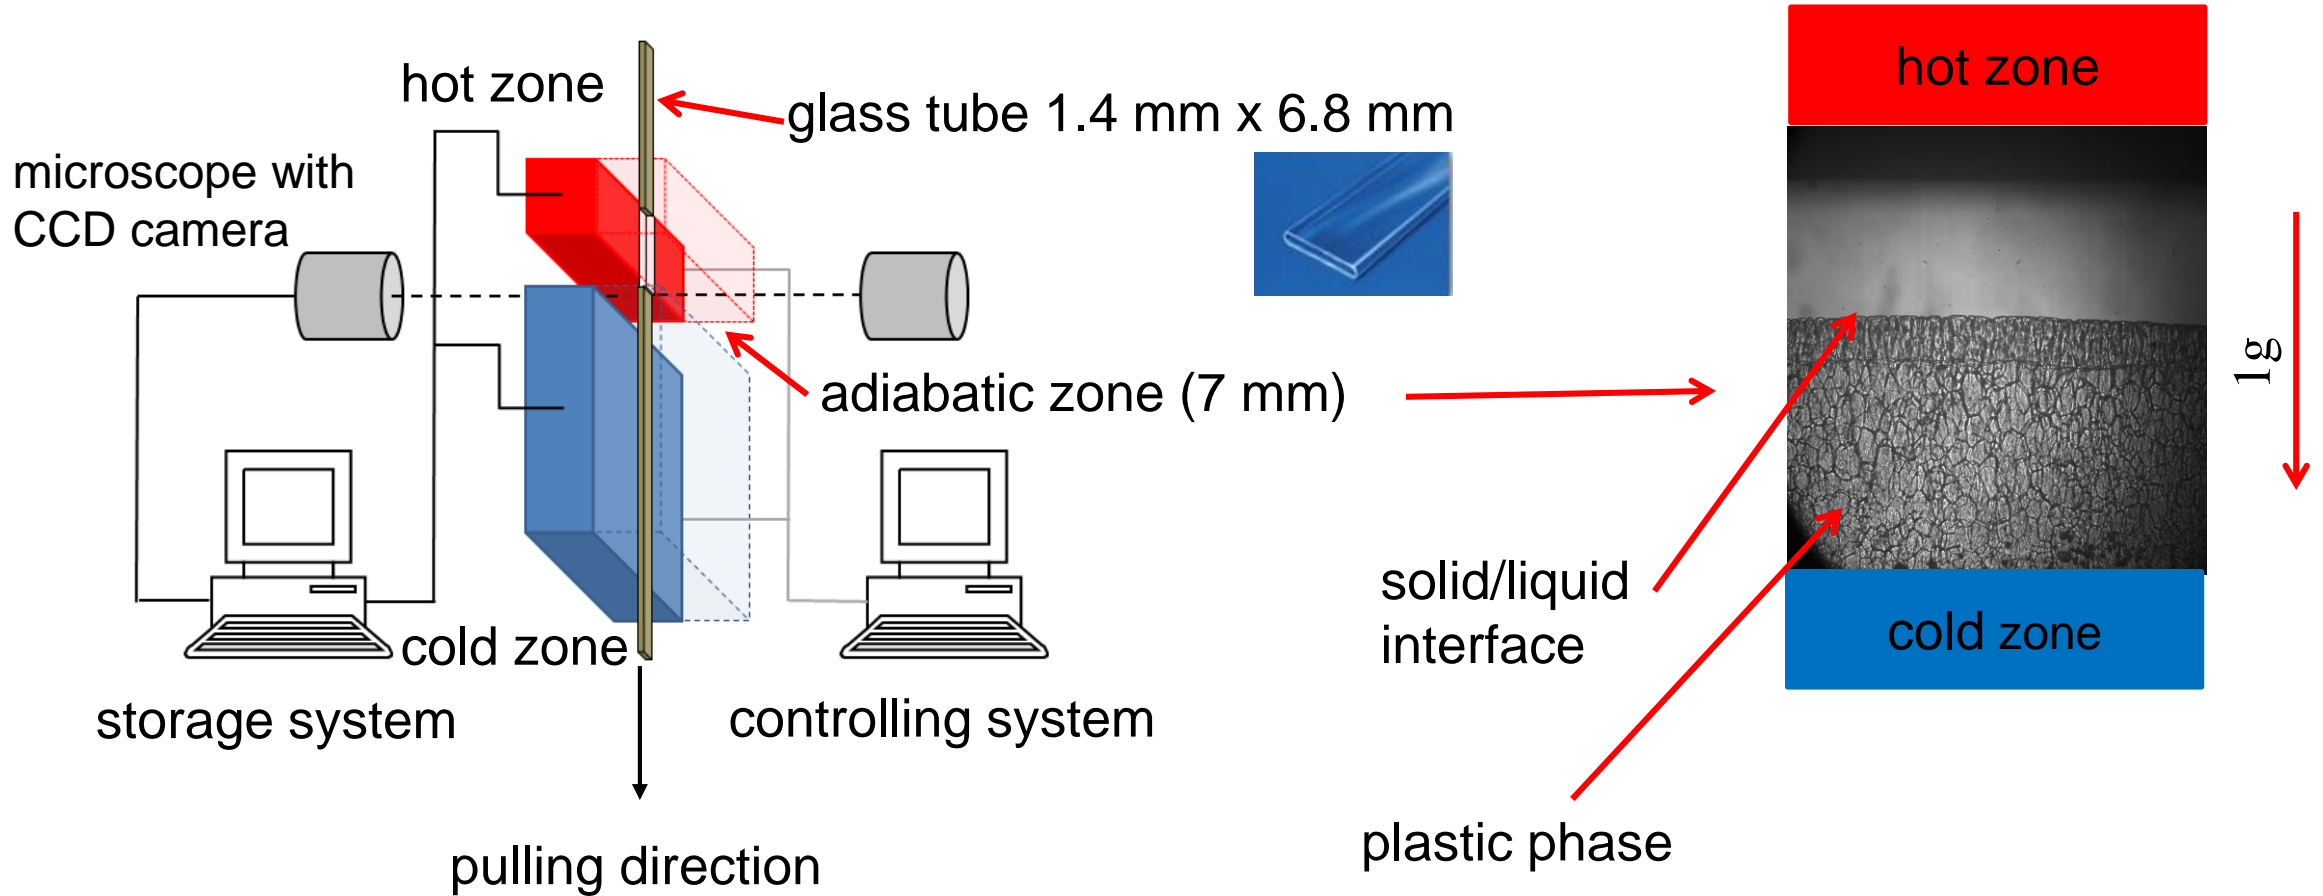 hot zone
glass tube 1.4 mm x 6.8 mm
microscope with
CCD camera
adiabatic zone (7 mm)
cold zone
storage system
controlling system
pulling direction
hot zone
1g
solid/liquid
interface
cold zone
plastic phase